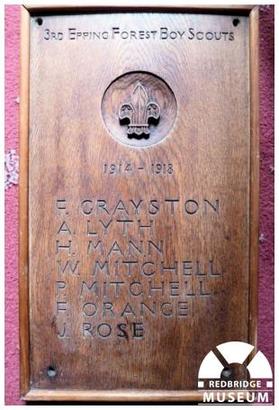 3RD EPPING FOREST BOY SCOUTS
1914 - 1918
F. GRAYSTON
A. LYTH
H. MANN
W. MITCHELL
P. MITCHELL
F. ORANGE
J. ROSE
REDBRIDGE
MUSEUM